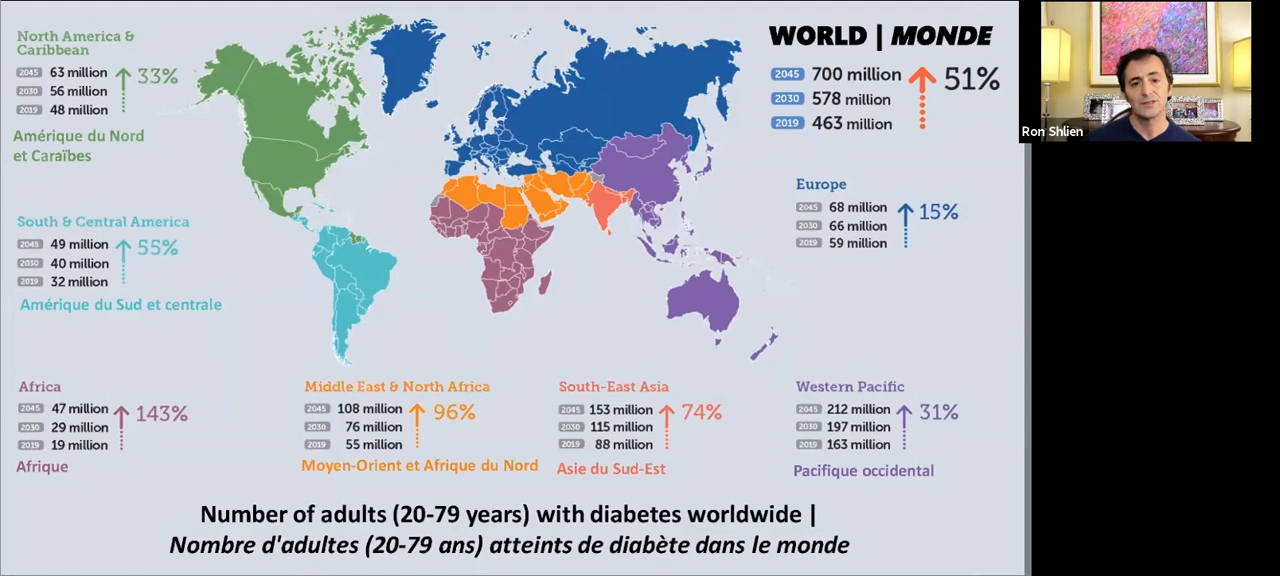 North America &
Caribbean
2045 63 million 33%
2030 56 million
2019 48 million
Amérique du Nord
et Caraïbes
South & Central America
2045 49 million 55%
2030 40 million
2019 32 million
Amérique du Sud et centrale
WORLD | MONDE
2045 700 million 51%
2030 578 million
2019 463 million
Europe
2045 68 million 15%
2030 66 million
2019 59 million
Africa
2045 47 million 143%
2030 29 million
2019 19 million
Afrique
Middle East & North Africa
2045 108 million 96%
2030 76 million
2019 55 million
Moyen-Orient et Afrique du Nord
South-East Asia
2045 153 million 74%
2030 115 million
2019 88 million
Asie du Sud-Est
Western Pacific
2045 212 million 31%
2030 197 million
2019 163 million
Pacifique occidental
Number of adults (20-79 years) with diabetes worldwide |
Nombre d'adultes (20-79 ans) atteints de diabète dans le monde
Ron Shlien